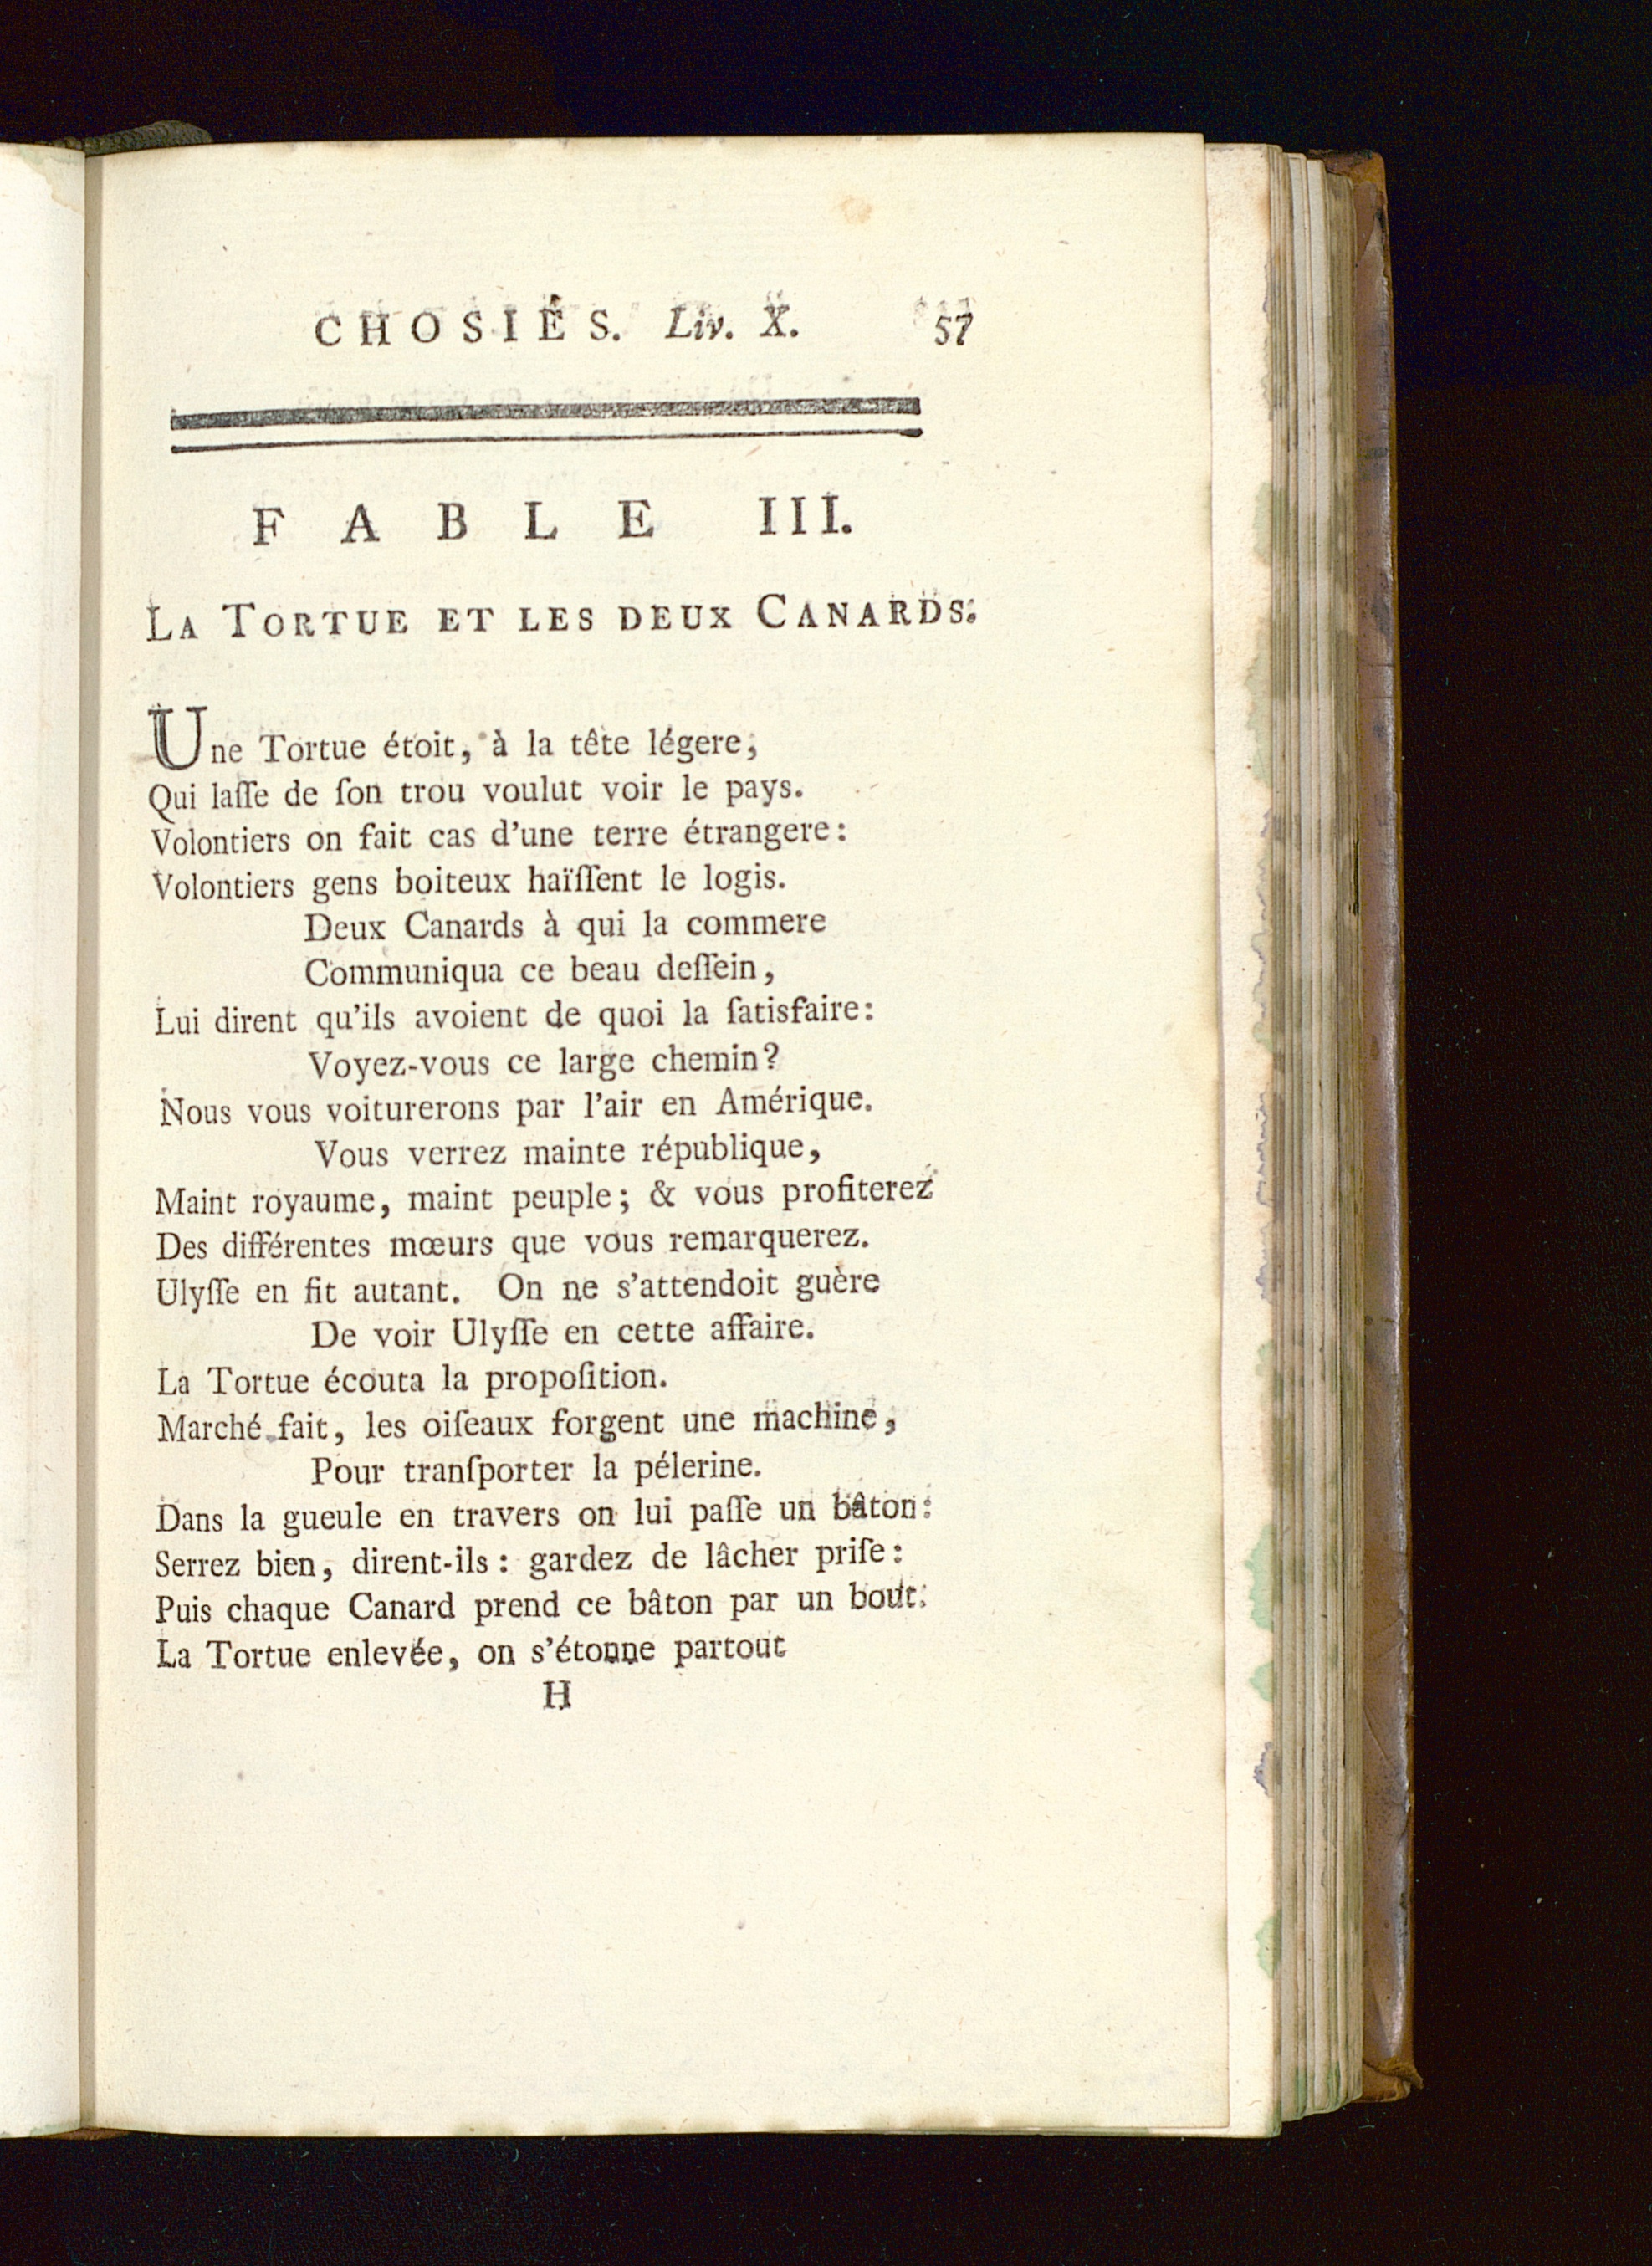 CHOSIÉS. Liv. X. 57
FABLE III.
LA TORTUE ET LES DEUX CANARDS.
Une Tortue étoit, à la tête légere,
Qui laſſe de ſon trou voulut voir le pays.
Volontiers on fait cas d'une terre étrangere:
Volontiers gens boiteux haïſſent le logis.
Deux Canards à qui la commere
Communiqua ce beau deſſein,
Lui dirent qu'ils avoient de quoi la ſatisfaire:
Voyez-vous ce large chemin?
Nous vous voiturerons par l'air en Amérique.
Vous verrez mainte république,
Maint royaume, maint peuple; & vous profiterez
Des différentes mœurs que vous remarquerez.
Ulyſſe en fit autant. On ne s'attendoit guère
De voir Ulyſſe en cette affaire.
La Tortue écouta la propoſition.
Marché fait, les oiſeaux forgent une machine,
Pour tranſporter la pélerine.
Dans la gueule en travers on lui paſſe un bâton:
Serrez bien, dirent-ils: gardez de lâcher priſe:
Puis chaque Canard prend ce bâton par un bout.
La Tortue enlevée, on s'étonne partout
H